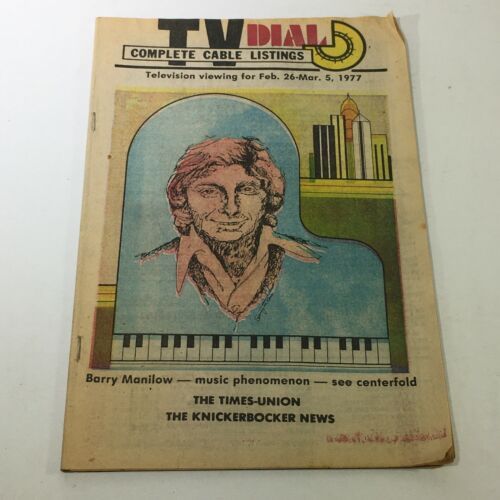 TV DIAL
COMPLETE CABLE LISTINGS
Television viewing for Feb. 26-Mar. 5, 1977
Barry Manilow — music phenomenon — see centerfold
THE TIMES-UNION
THE KNICKERBOCKER NEWS